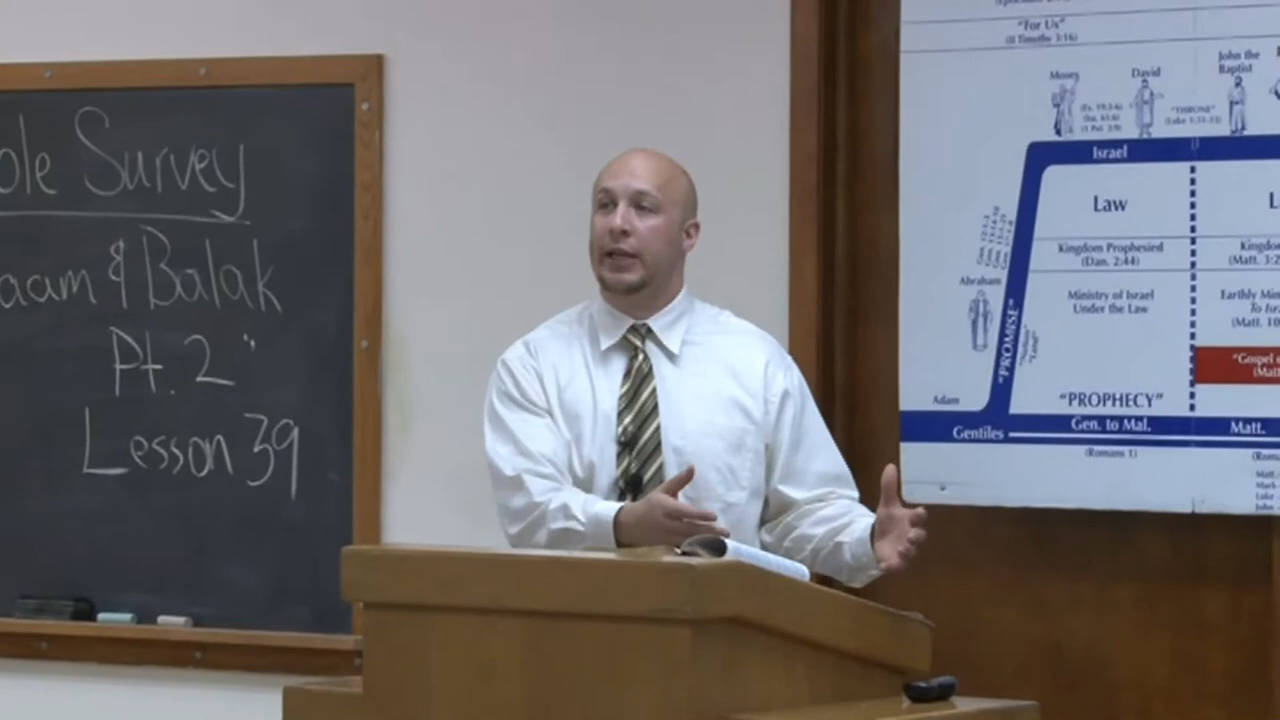 ole Survey
aam & Balak
Pt. 2"
Lesson 39
"For Us"
(II Timothy 3:16)
Moses
David
John the
Baptist
"THRONE"
(Luke 1:31-33)
Israel
Law
L
Kingdom Prophesied
(Dan. 2:44)
Kingdo
(Matt. 3:2
Abraham
Ministry of Israel
Under the Law
Earthly Min
To Isra
(Matt. 10
"PROMISE"
"Gospel o
(Matt
Adam
"PROPHECY"
Gentiles
Gen. to Mal.
Matt.
(Romans 1)